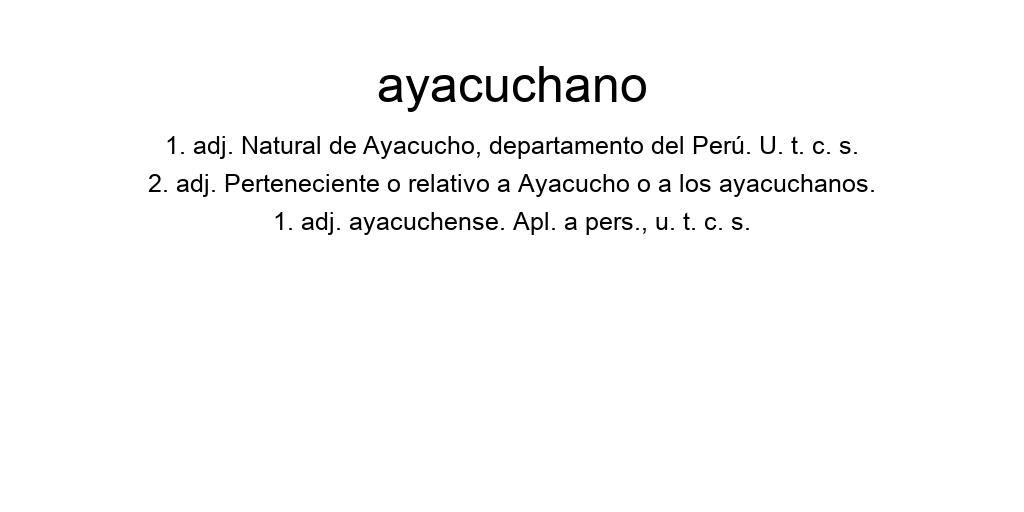 ayacuchano
1. adj. Natural de Ayacucho, departamento del Perú. U. t. c. s.
2. adj. Perteneciente o relativo a Ayacucho o a los ayacuchanos.
1. adj. ayacuchense. Apl. a pers., u. t. c. s.